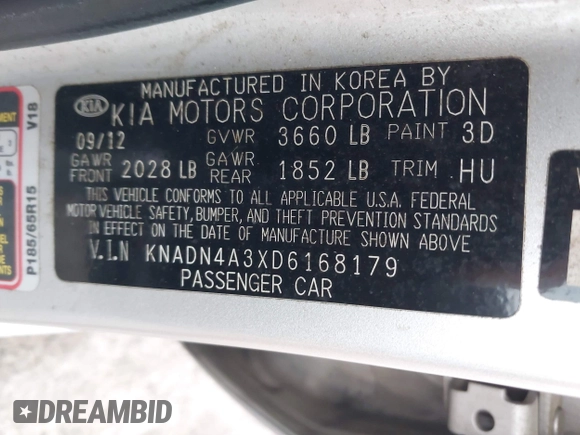 MANUFACTURED IN KOREA BY
KIA KIA MOTORS CORPORATION
09/12 GVWR 3660 LB PAINT 3D
GAWR FRONT 2028 LB GAWR REAR 1852 LB TRIM HU
THIS VEHICLE CONFORMS TO ALL APPLICABLE U.S.A. FEDERAL
MOTOR VEHICLE SAFETY, BUMPER, AND THEFT PREVENTION STANDARDS
IN EFFECT ON THE DATE OF MANUFACTURE SHOWN ABOVE
V.I.N KNADN4A3XD6168179
PASSENGER CAR
V18
P185/65R15
DREAMBID